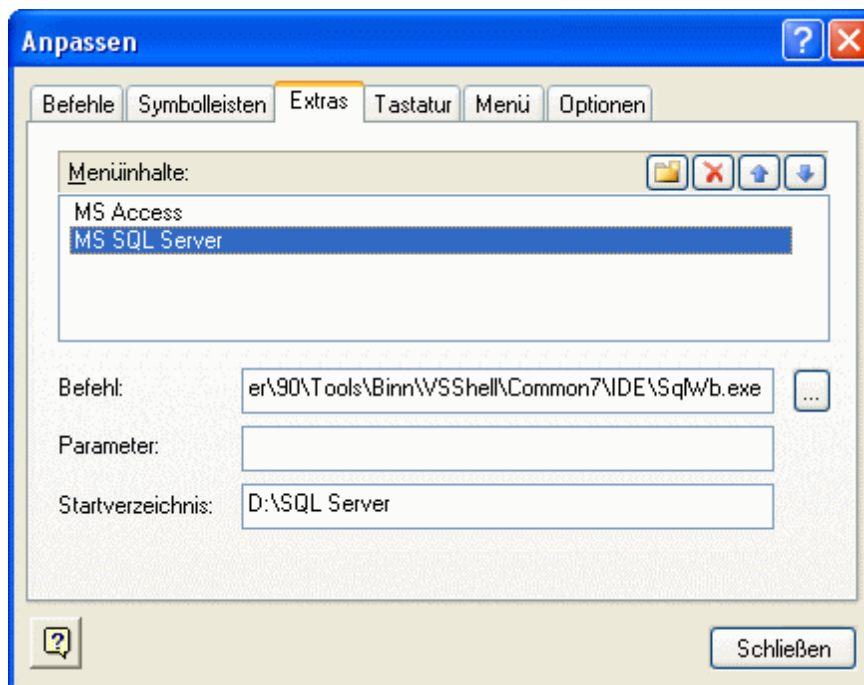 Anpassen
Befehle Symbolleisten Extras Tastatur Menü Optionen
Menüinhalte:
MS Access
MS SQL Server
Befehl: er\90\Tools\Binn\VSShell\Common7\IDE\SqlWb.exe ...
Parameter:
Startverzeichnis: D:\SQL Server
Schließen